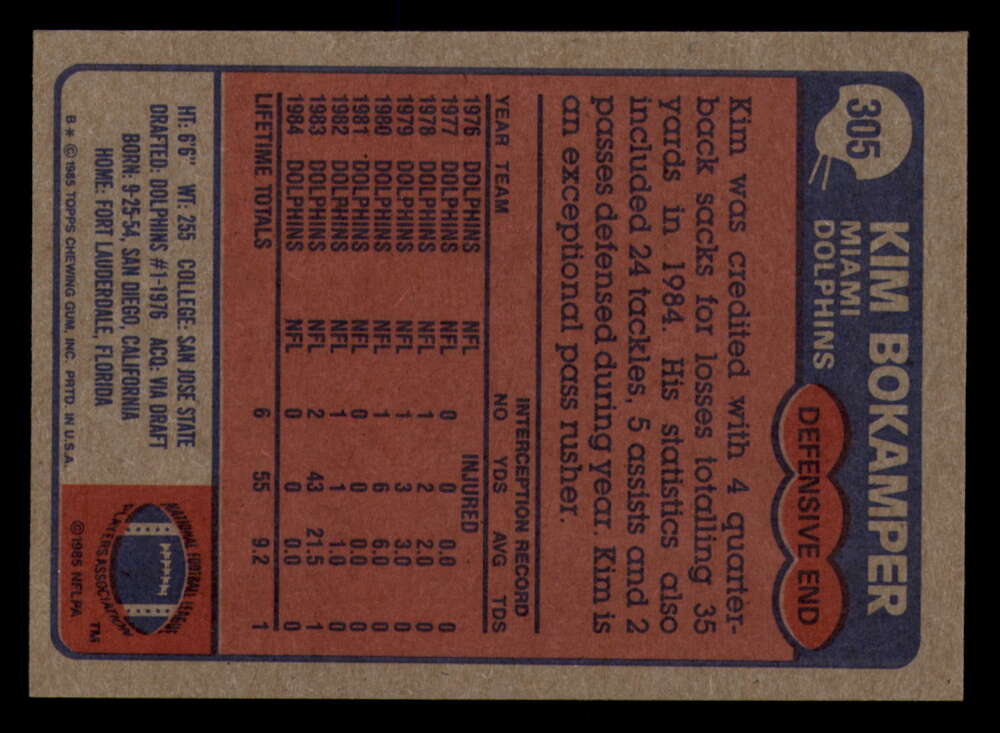 305
KIM BOKAMPER
MIAMI
DOLPHINS
DEFENSIVE END
Kim was credited with 4 quarter-
back sacks for losses totalling 35
yards in 1984. His statistics also
included 24 tackles, 5 assists and 2
passes defensed during year. Kim is
an exceptional pass rusher.
INTERCEPTION RECORD
YEAR TEAM NO YDS AVG TDS
1976 DOLPHINS NFL INJURED
1977 DOLPHINS NFL 0 0 0.0 0
1978 DOLPHINS NFL 1 2 2.0 0
1979 DOLPHINS NFL 1 3 3.0 0
1980 DOLPHINS NFL 1 6 6.0 0
1981 DOLPHINS NFL 0 0 0.0 0
1982 DOLPHINS NFL 1 1 1.0 0
1983 DOLPHINS NFL 2 43 21.5 1
1984 DOLPHINS NFL 0 0 0.0 0
LIFETIME TOTALS 6 55 9.2 1
HT: 6'6" WT: 255 COLLEGE: SAN JOSE STATE
DRAFTED: DOLPHINS #1-1976 ACQ: VIA DRAFT
BORN: 9-25-54, SAN DIEGO, CALIFORNIA
HOME: FORT LAUDERDALE, FLORIDA
B* © 1985 TOPPS CHEWING GUM, INC. PRTD. IN U.S.A.
NATIONAL FOOTBALL LEAGUE
PLAYERS ASSOCIATION
TM
© 1985 NFLPA